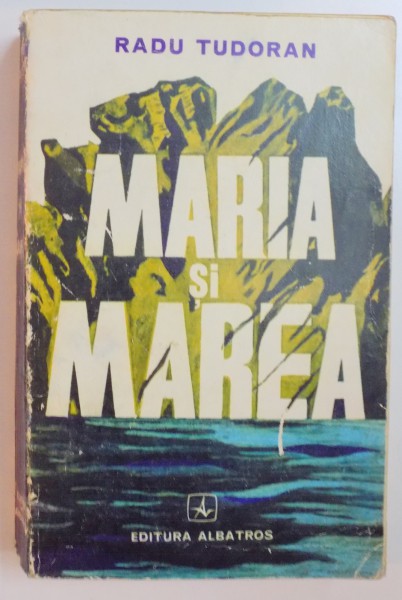 RADU TUDORAN
MARIA
și
MAREA
EDITURA ALBATROS